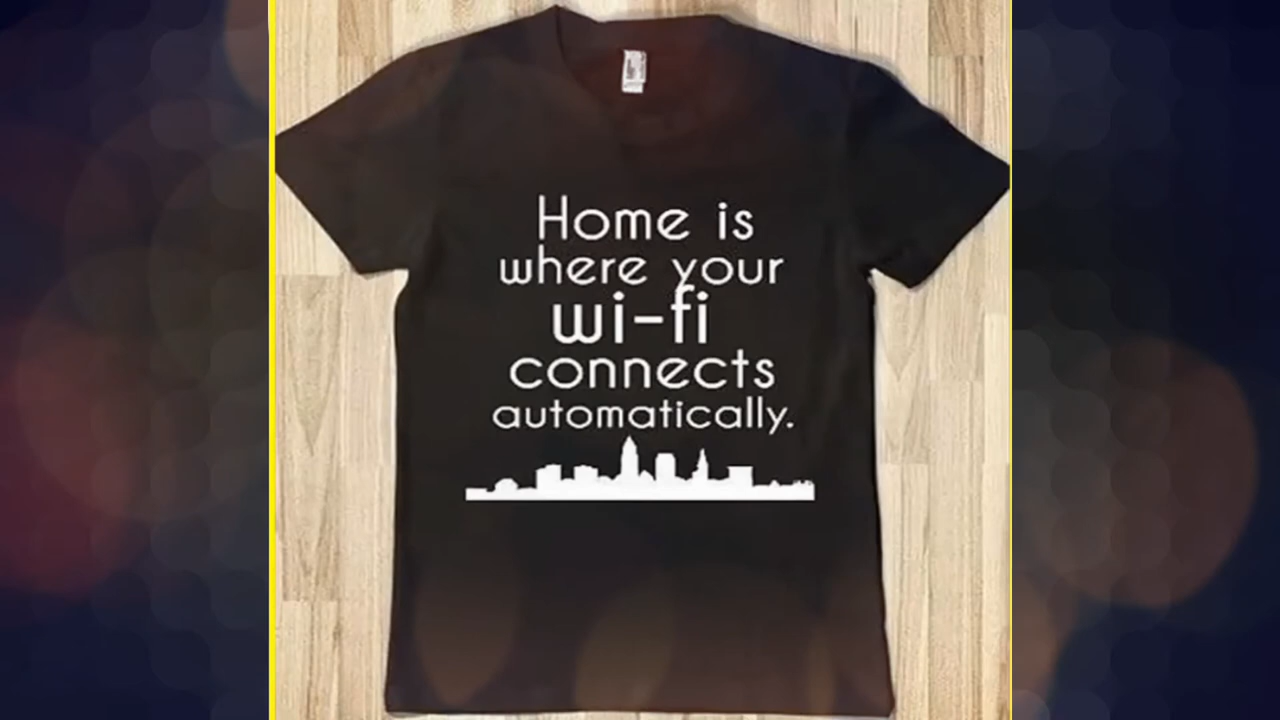 Home is
where your
wi-fi
connects
automatically.